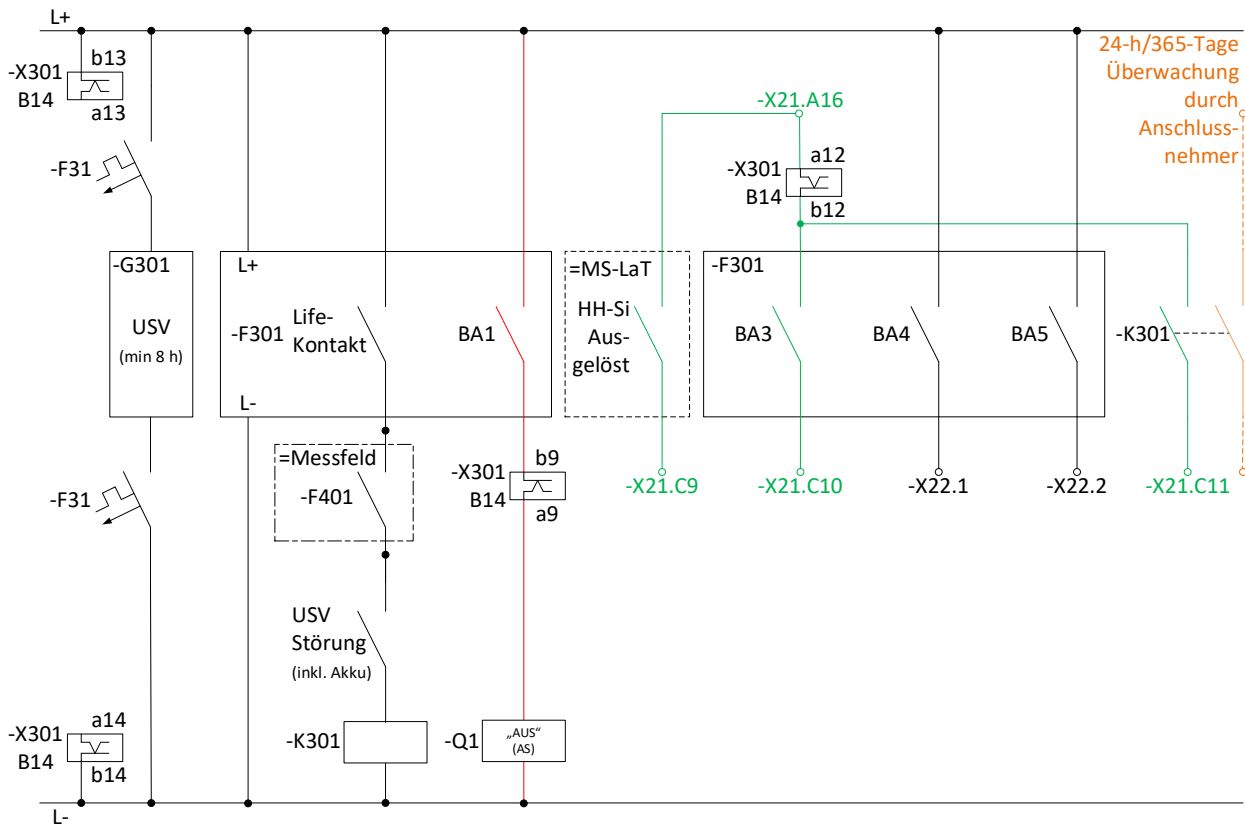 L+
-X301
B14
b13
a13
-F31
-G301
USV
(min 8 h)
-F31
-X301
B14
a14
b14
L-
L+
-F301
Life-
Kontakt
L-
BA1
=Messfeld
-F401
USV
Störung
(inkl. Akku)
-K301
-X301
B14
b9
a9
-Q1
„AUS“
(AS)
=MS-LaT
HH-Si
Aus-
gelöst
-X21.C9
-X21.A16
-X301
B14
a12
b12
-F301
BA3
BA4
BA5
-X21.C10
-X22.1
-X22.2
-K301
-X21.C11
24-h/365-Tage
Überwachung
durch
Anschluss-
nehmer